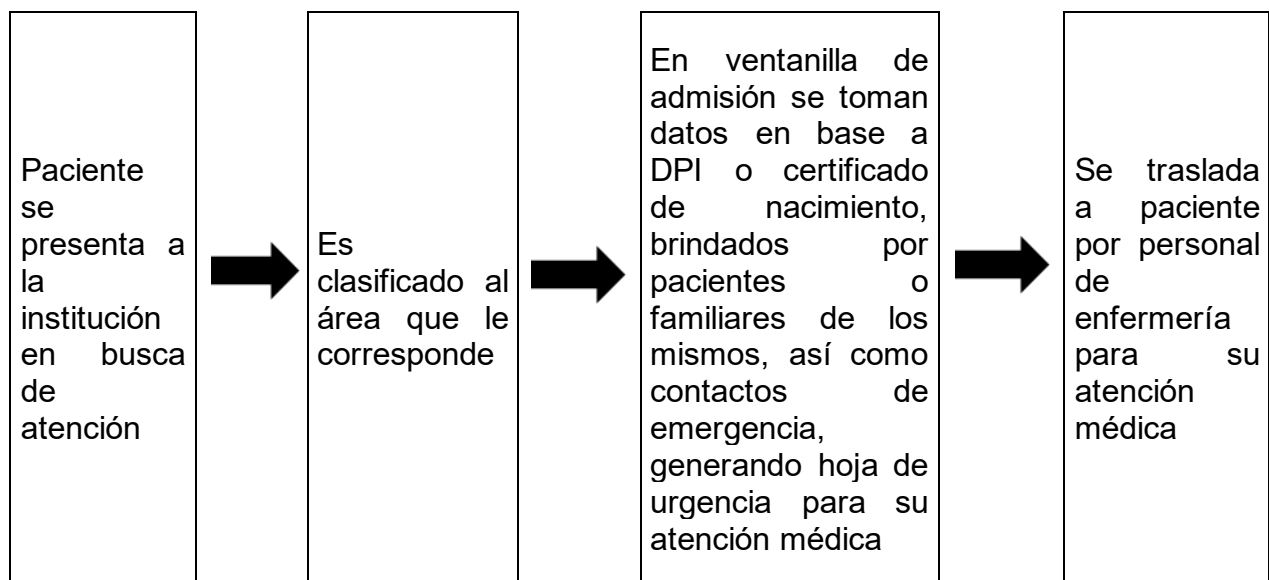 Paciente
se
presenta a
la
institución
en busca
de
atención
Es
clasificado al
área que le
corresponde
En ventanilla de
admisión se toman
datos en base a
DPI o certificado
de nacimiento,
brindados por
pacientes o
familiares de los
mismos, así como
contactos de
emergencia,
generando hoja de
urgencia para su
atención médica
Se traslada
a paciente
por personal
de
enfermería
para su
atención
médica